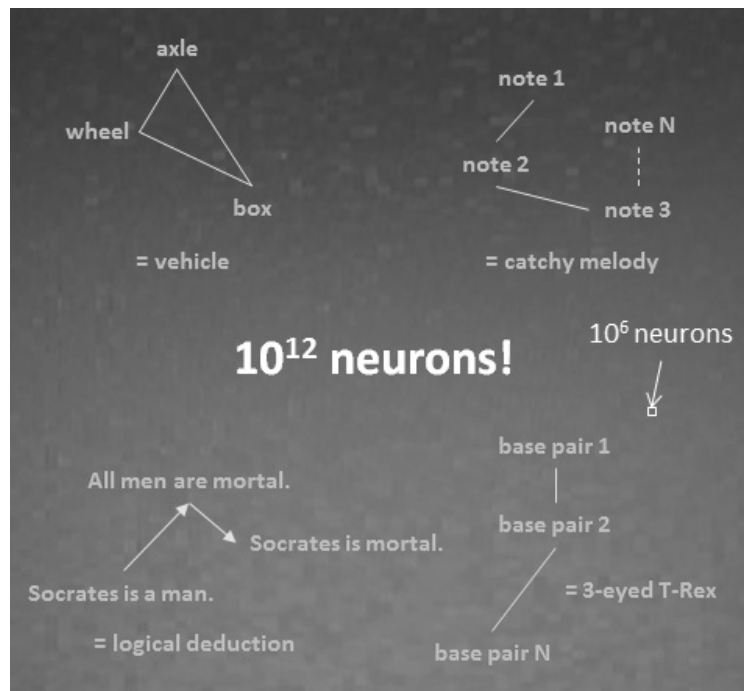 axle
wheel
box
= vehicle
note 1
note N
note 2
note 3
= catchy melody
10¹² neurons!
10⁶ neurons
All men are mortal.
Socrates is mortal.
Socrates is a man.
= logical deduction
base pair 1
base pair 2
= 3-eyed T-Rex
base pair N